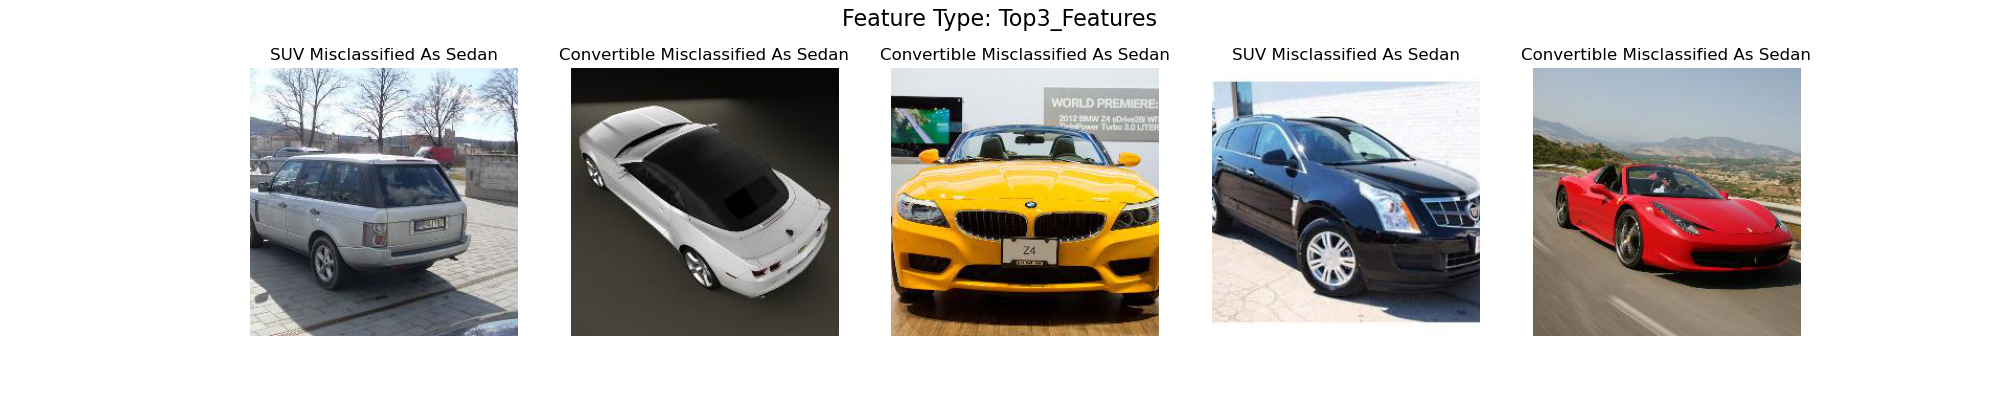 Feature Type: Top3_Features
SUV Misclassified As Sedan
Convertible Misclassified As Sedan
Convertible Misclassified As Sedan
SUV Misclassified As Sedan
Convertible Misclassified As Sedan
WORLD PREMIERE:
2012 BMW Z4 sDrive28i WIT
TwinPower Turbo 2.0 LITER
Z4